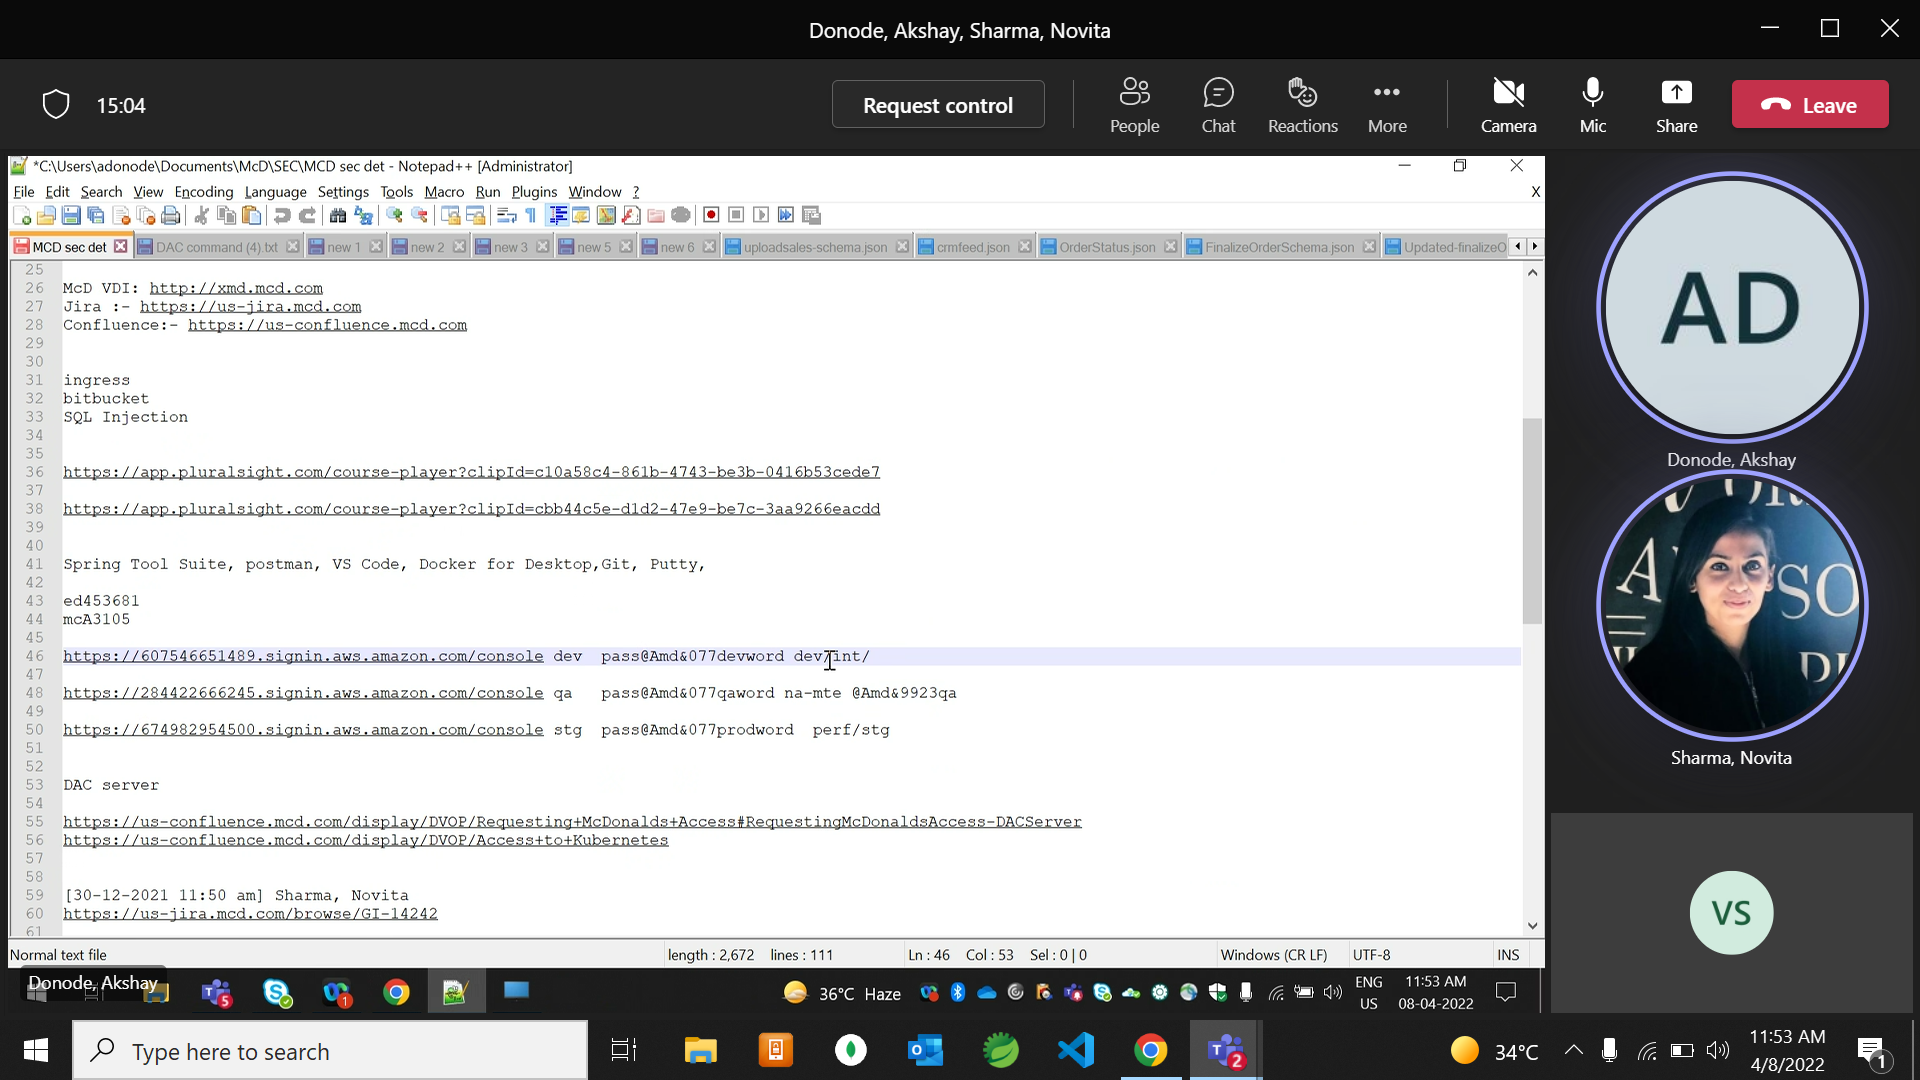 Donode, Akshay, Sharma, Novita
15:04
Request control
People
Chat
Reactions
More
Camera
Mic
Share
Leave
*C:\Users\adonode\Documents\McD\SEC\MCD sec det - Notepad++ [Administrator]
File Edit Search View Encoding Language Settings Tools Macro Run Plugins Window ?
X
MCD sec det
DAC command (4).txt
new 1
new 2
new 3
new 5
new 6
uploadsales-schema.json
crmfeed.json
OrderStatus.json
FinalizeOrderSchema.json
Updated-finalizeO
25
26 McD VDI: http://xmd.mcd.com
27 Jira :- https://us-jira.mcd.com
28 Confluence:- https://us-confluence.mcd.com
29
30
31 ingress
32 bitbucket
33 SQL Injection
34
35
36 https://app.pluralsight.com/course-player?clipId=c10a58c4-861b-4743-be3b-0416b53cede7
37
38 https://app.pluralsight.com/course-player?clipId=cbb44c5e-d1d2-47e9-be7c-3aa9266eacdd
39
40
41 Spring Tool Suite, postman, VS Code, Docker for Desktop,Git, Putty,
42
43 ed453681
44 mcA3105
45
46 https://607546651489.signin.aws.amazon.com/console dev pass@Amd&077devword dev/int/
47
48 https://284422666245.signin.aws.amazon.com/console qa pass@Amd&077qaword na-mte @Amd&9923qa
49
50 https://674982954500.signin.aws.amazon.com/console stg pass@Amd&077prodword perf/stg
51
52
53 DAC server
54
55 https://us-confluence.mcd.com/display/DVOP/Requesting+McDonalds+Access#RequestingMcDonaldsAccess-DACServer
56 https://us-confluence.mcd.com/display/DVOP/Access+to+Kubernetes
57
58
59 [30-12-2021 11:50 am] Sharma, Novita
60 https://us-jira.mcd.com/browse/GI-14242
61
Normal text file
length : 2,672 lines : 111
Ln : 46 Col : 53 Sel : 0 | 0
Windows (CR LF)
UTF-8
INS
AD
Donode, Akshay
Sharma, Novita
VS
Donode, Akshay
5
1
36°C Haze
ENG
US
11:53 AM
08-04-2022
Type here to search
2
34°C
11:53 AM
4/8/2022
1